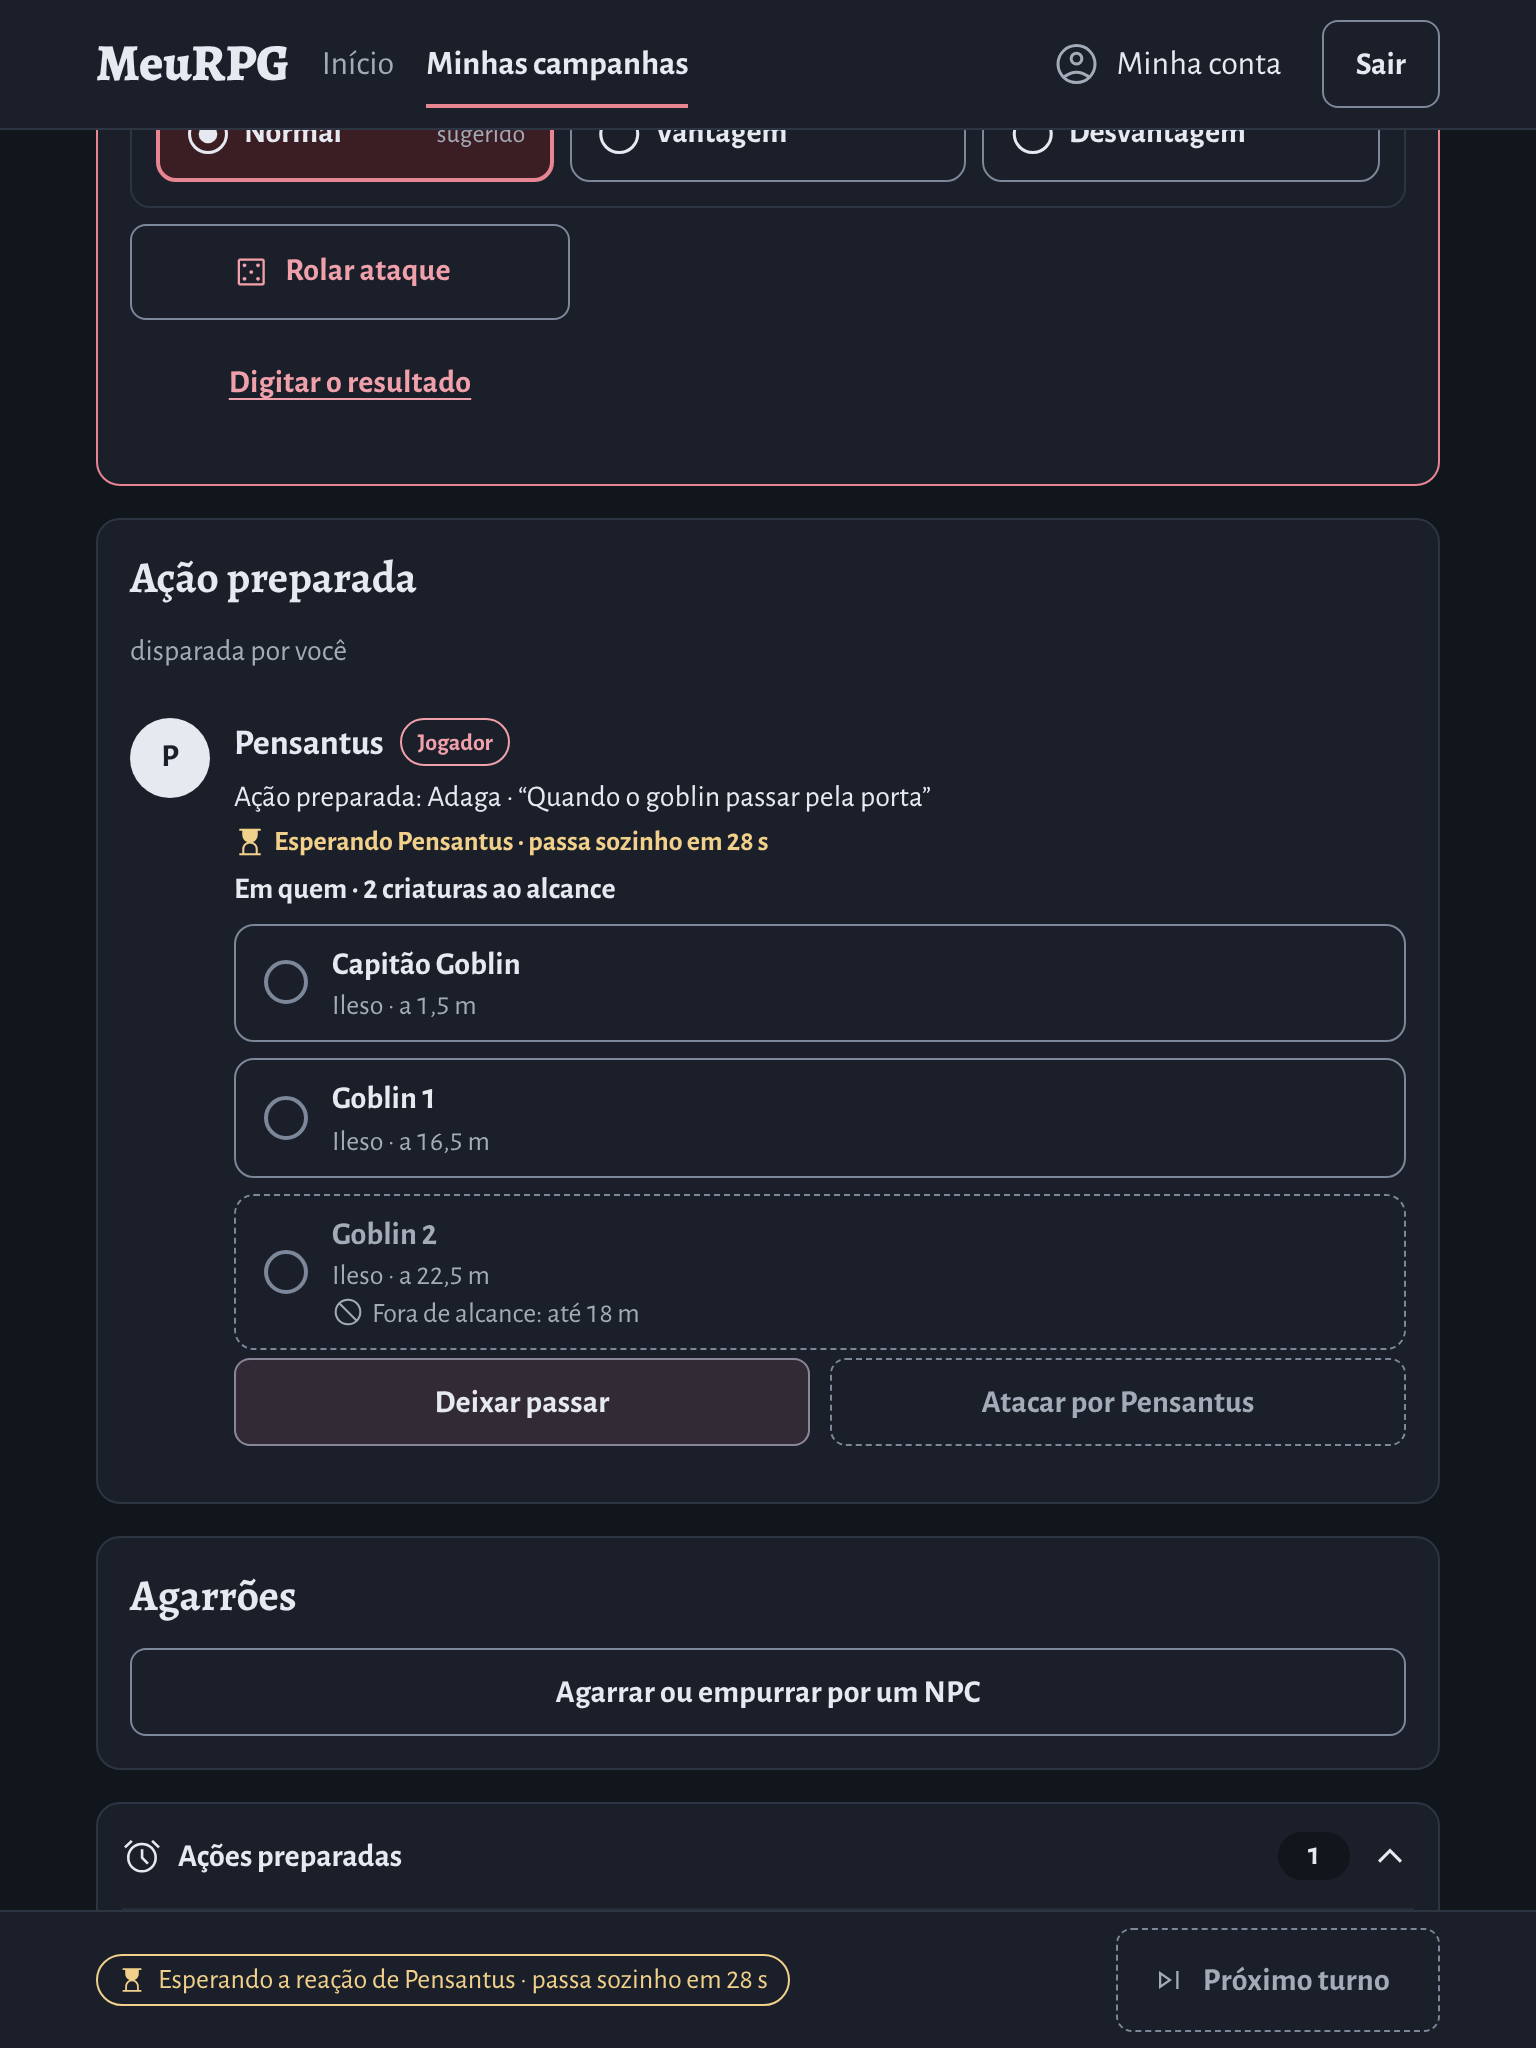 MeuRPG Início Minhas campanhas Minha conta Sair
Normal sugerido Vantagem Desvantagem
Rolar ataque
Digitar o resultado
Ação preparada
disparada por você
P Pensantus Jogador
Ação preparada: Adaga · “Quando o goblin passar pela porta”
Esperando Pensantus · passa sozinho em 28 s
Em quem · 2 criaturas ao alcance
Capitão Goblin
Ileso · a 1,5 m
Goblin 1
Ileso · a 16,5 m
Goblin 2
Ileso · a 22,5 m
Fora de alcance: até 18 m
Deixar passar Atacar por Pensantus
Agarrões
Agarrar ou empurrar por um NPC
Ações preparadas 1
Esperando a reação de Pensantus · passa sozinho em 28 s Próximo turno